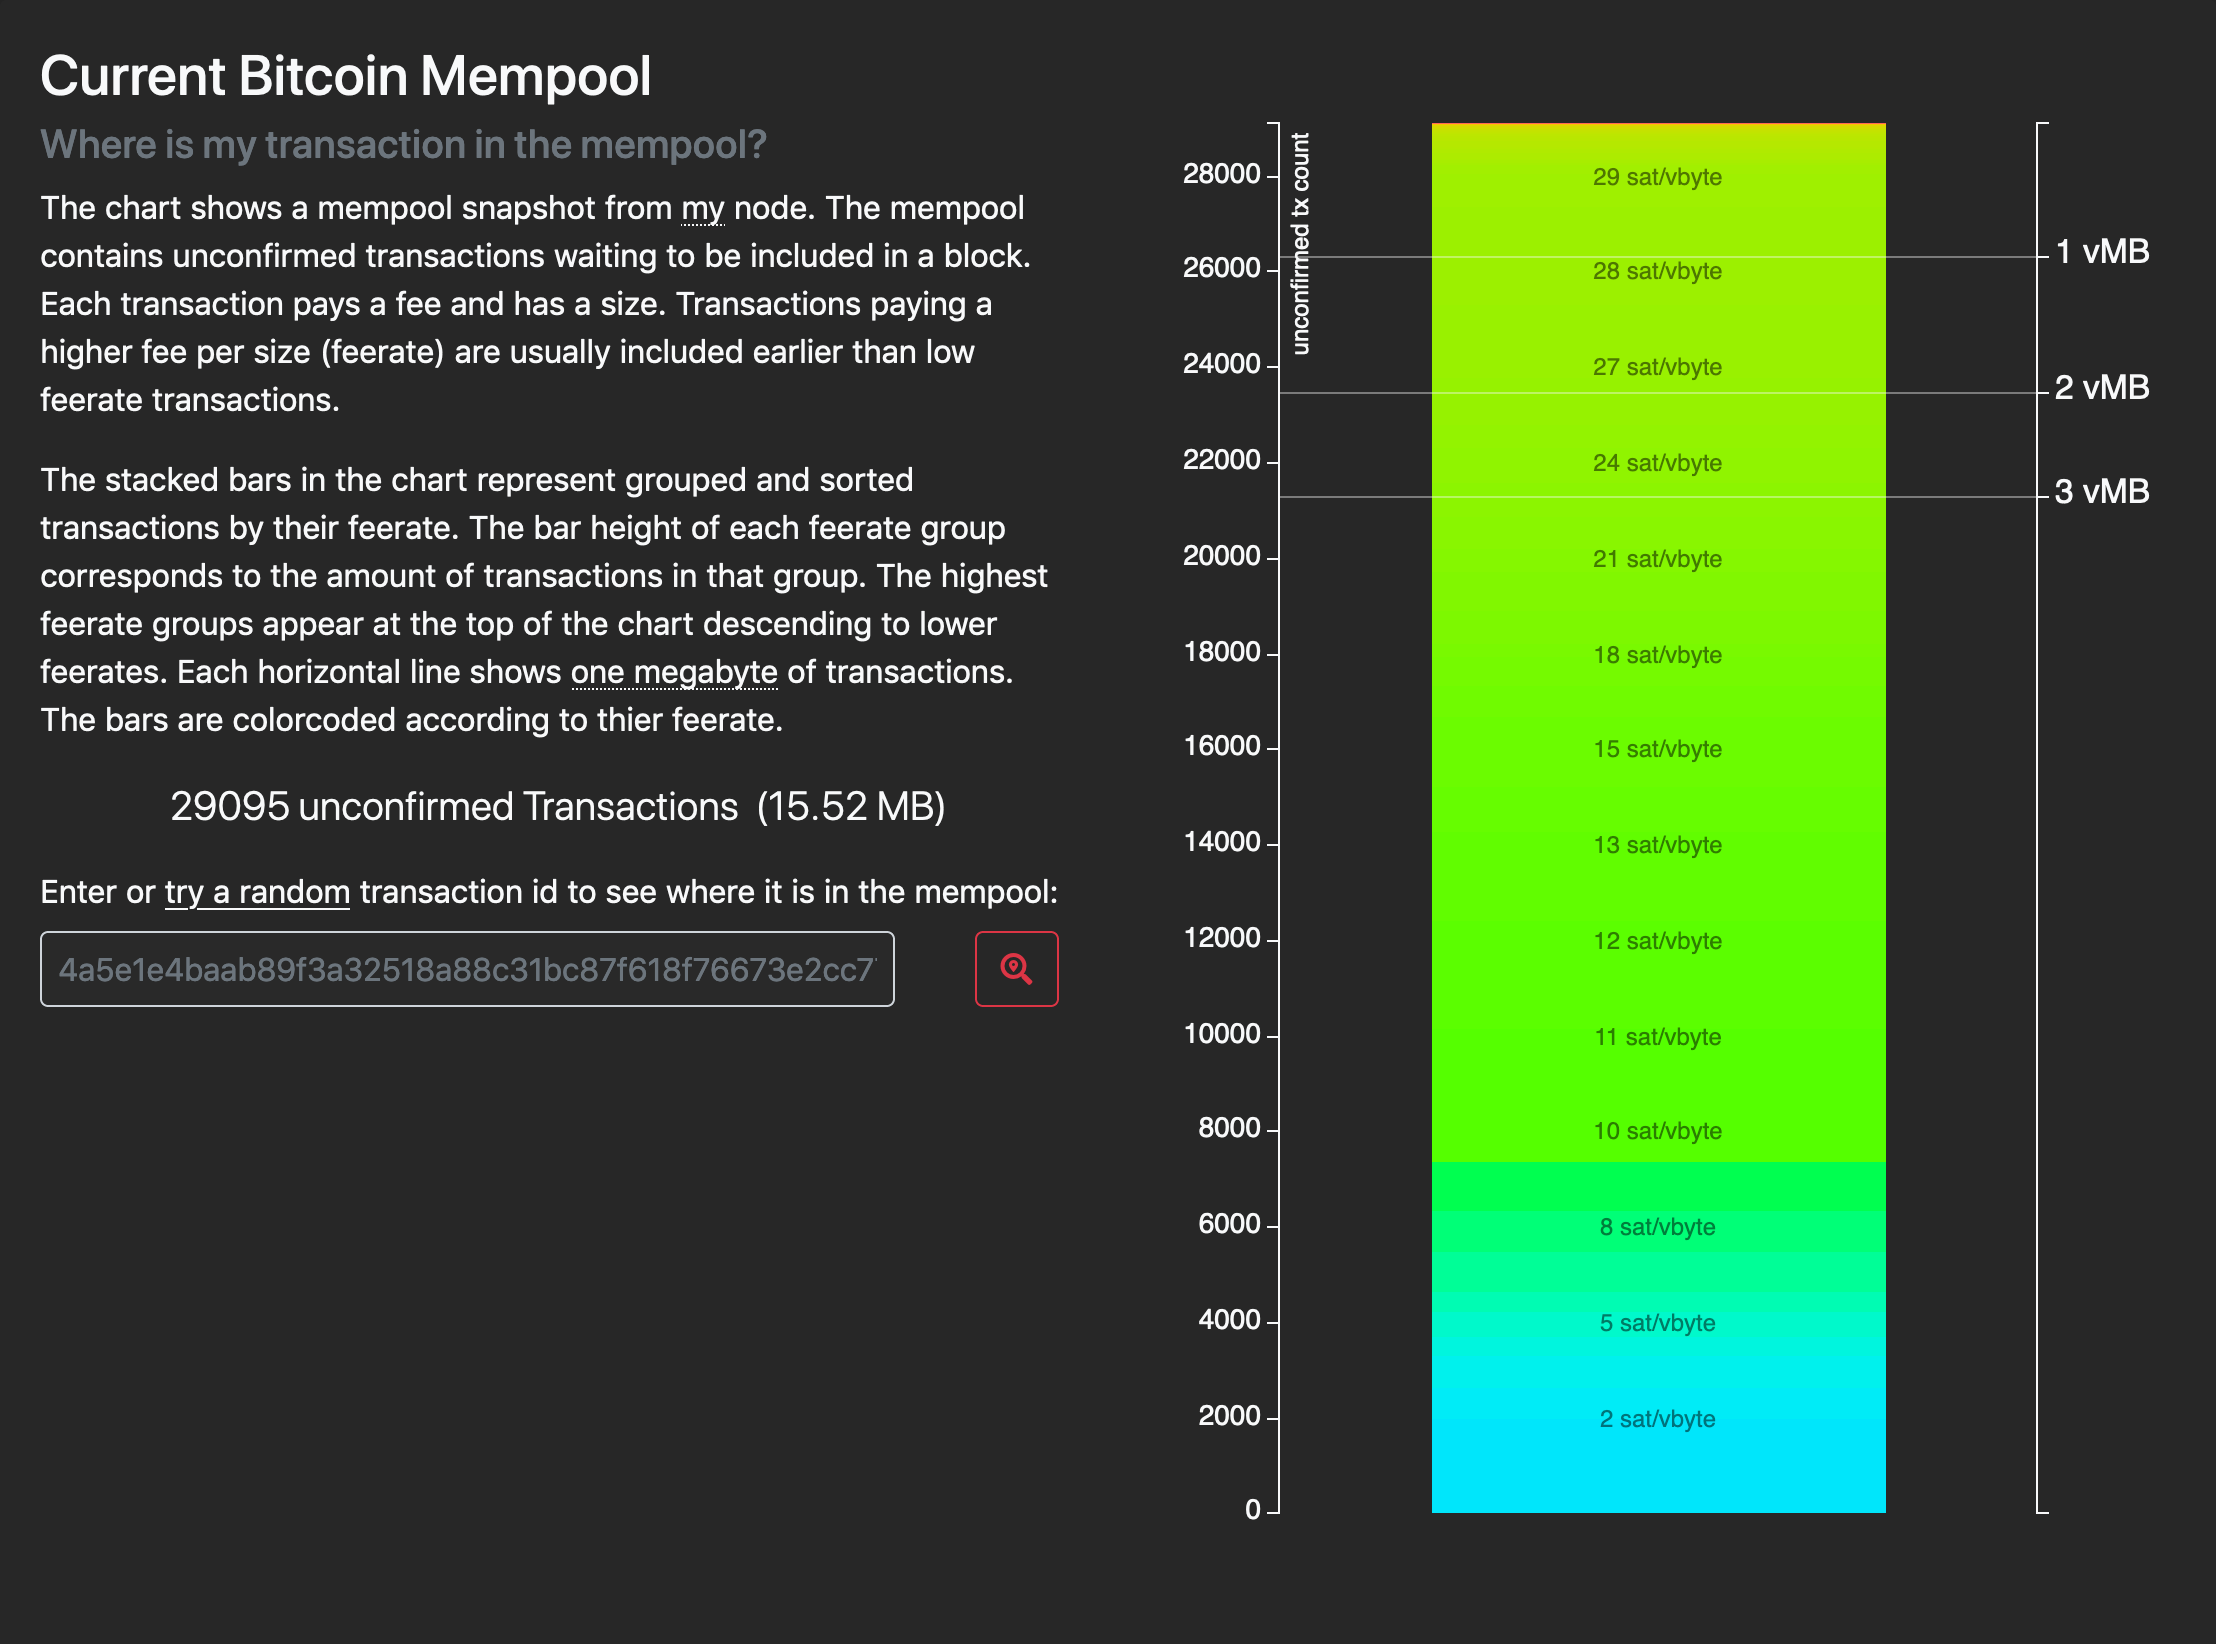 Current Bitcoin Mempool
Where is my transaction in the mempool?
The chart shows a mempool snapshot from my node. The mempool
contains unconfirmed transactions waiting to be included in a block.
Each transaction pays a fee and has a size. Transactions paying a
higher fee per size (feerate) are usually included earlier than low
feerate transactions.
The stacked bars in the chart represent grouped and sorted
transactions by their feerate. The bar height of each feerate group
corresponds to the amount of transactions in that group. The highest
feerate groups appear at the top of the chart descending to lower
feerates. Each horizontal line shows one megabyte of transactions.
The bars are colorcoded according to thier feerate.
29095 unconfirmed Transactions (15.52 MB)
Enter or try a random transaction id to see where it is in the mempool:
4a5e1e4baab89f3a32518a88c31bc87f618f76673e2cc7
unconfirmed tx count
28000
26000
24000
22000
20000
18000
16000
14000
12000
10000
8000
6000
4000
2000
0
29 sat/vbyte
28 sat/vbyte
27 sat/vbyte
24 sat/vbyte
21 sat/vbyte
18 sat/vbyte
15 sat/vbyte
13 sat/vbyte
12 sat/vbyte
11 sat/vbyte
10 sat/vbyte
8 sat/vbyte
5 sat/vbyte
2 sat/vbyte
1 vMB
2 vMB
3 vMB